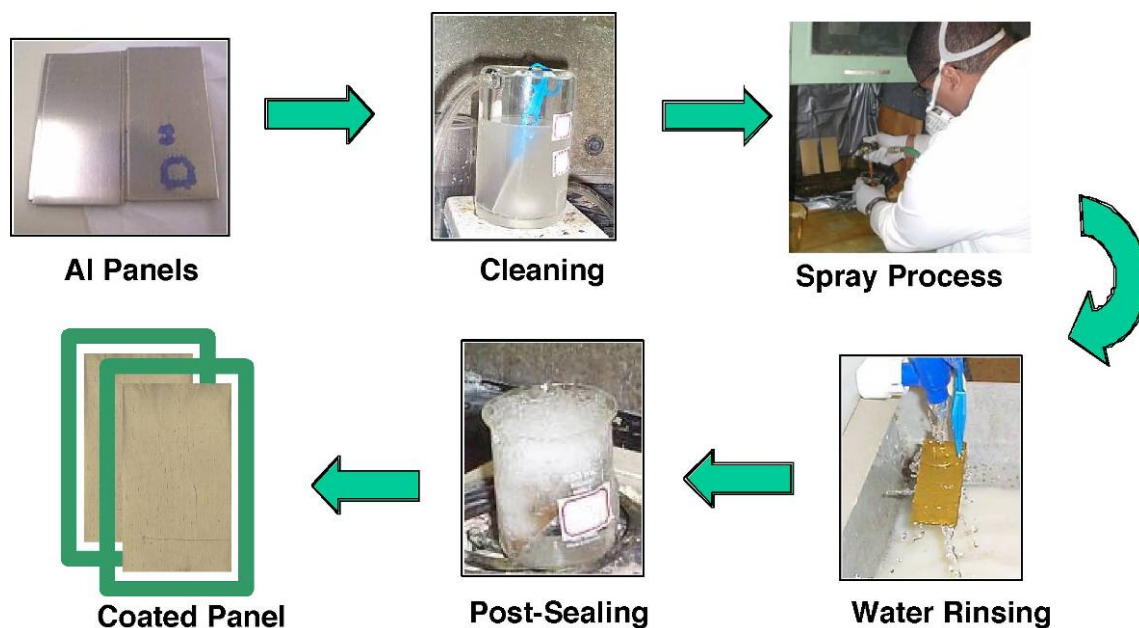 Al Panels
Cleaning
Spray Process
Coated Panel
Post-Sealing
Water Rinsing